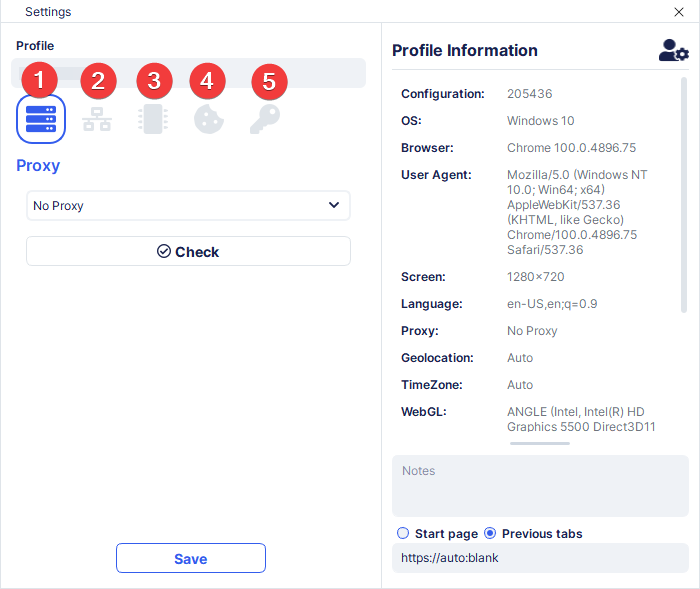 Settings
Profile
1 2 3 4 5
Proxy
No Proxy
Check
Save
Profile Information
Configuration: 205436
OS: Windows 10
Browser: Chrome 100.0.4896.75
User Agent: Mozilla/5.0 (Windows NT
10.0; Win64; x64)
AppleWebKit/537.36
(KHTML, like Gecko)
Chrome/100.0.4896.75
Safari/537.36
Screen: 1280×720
Language: en-US,en;q=0.9
Proxy: No Proxy
Geolocation: Auto
TimeZone: Auto
WebGL: ANGLE (Intel, Intel(R) HD
Graphics 5500 Direct3D11
Notes
Start page Previous tabs
https://auto:blank